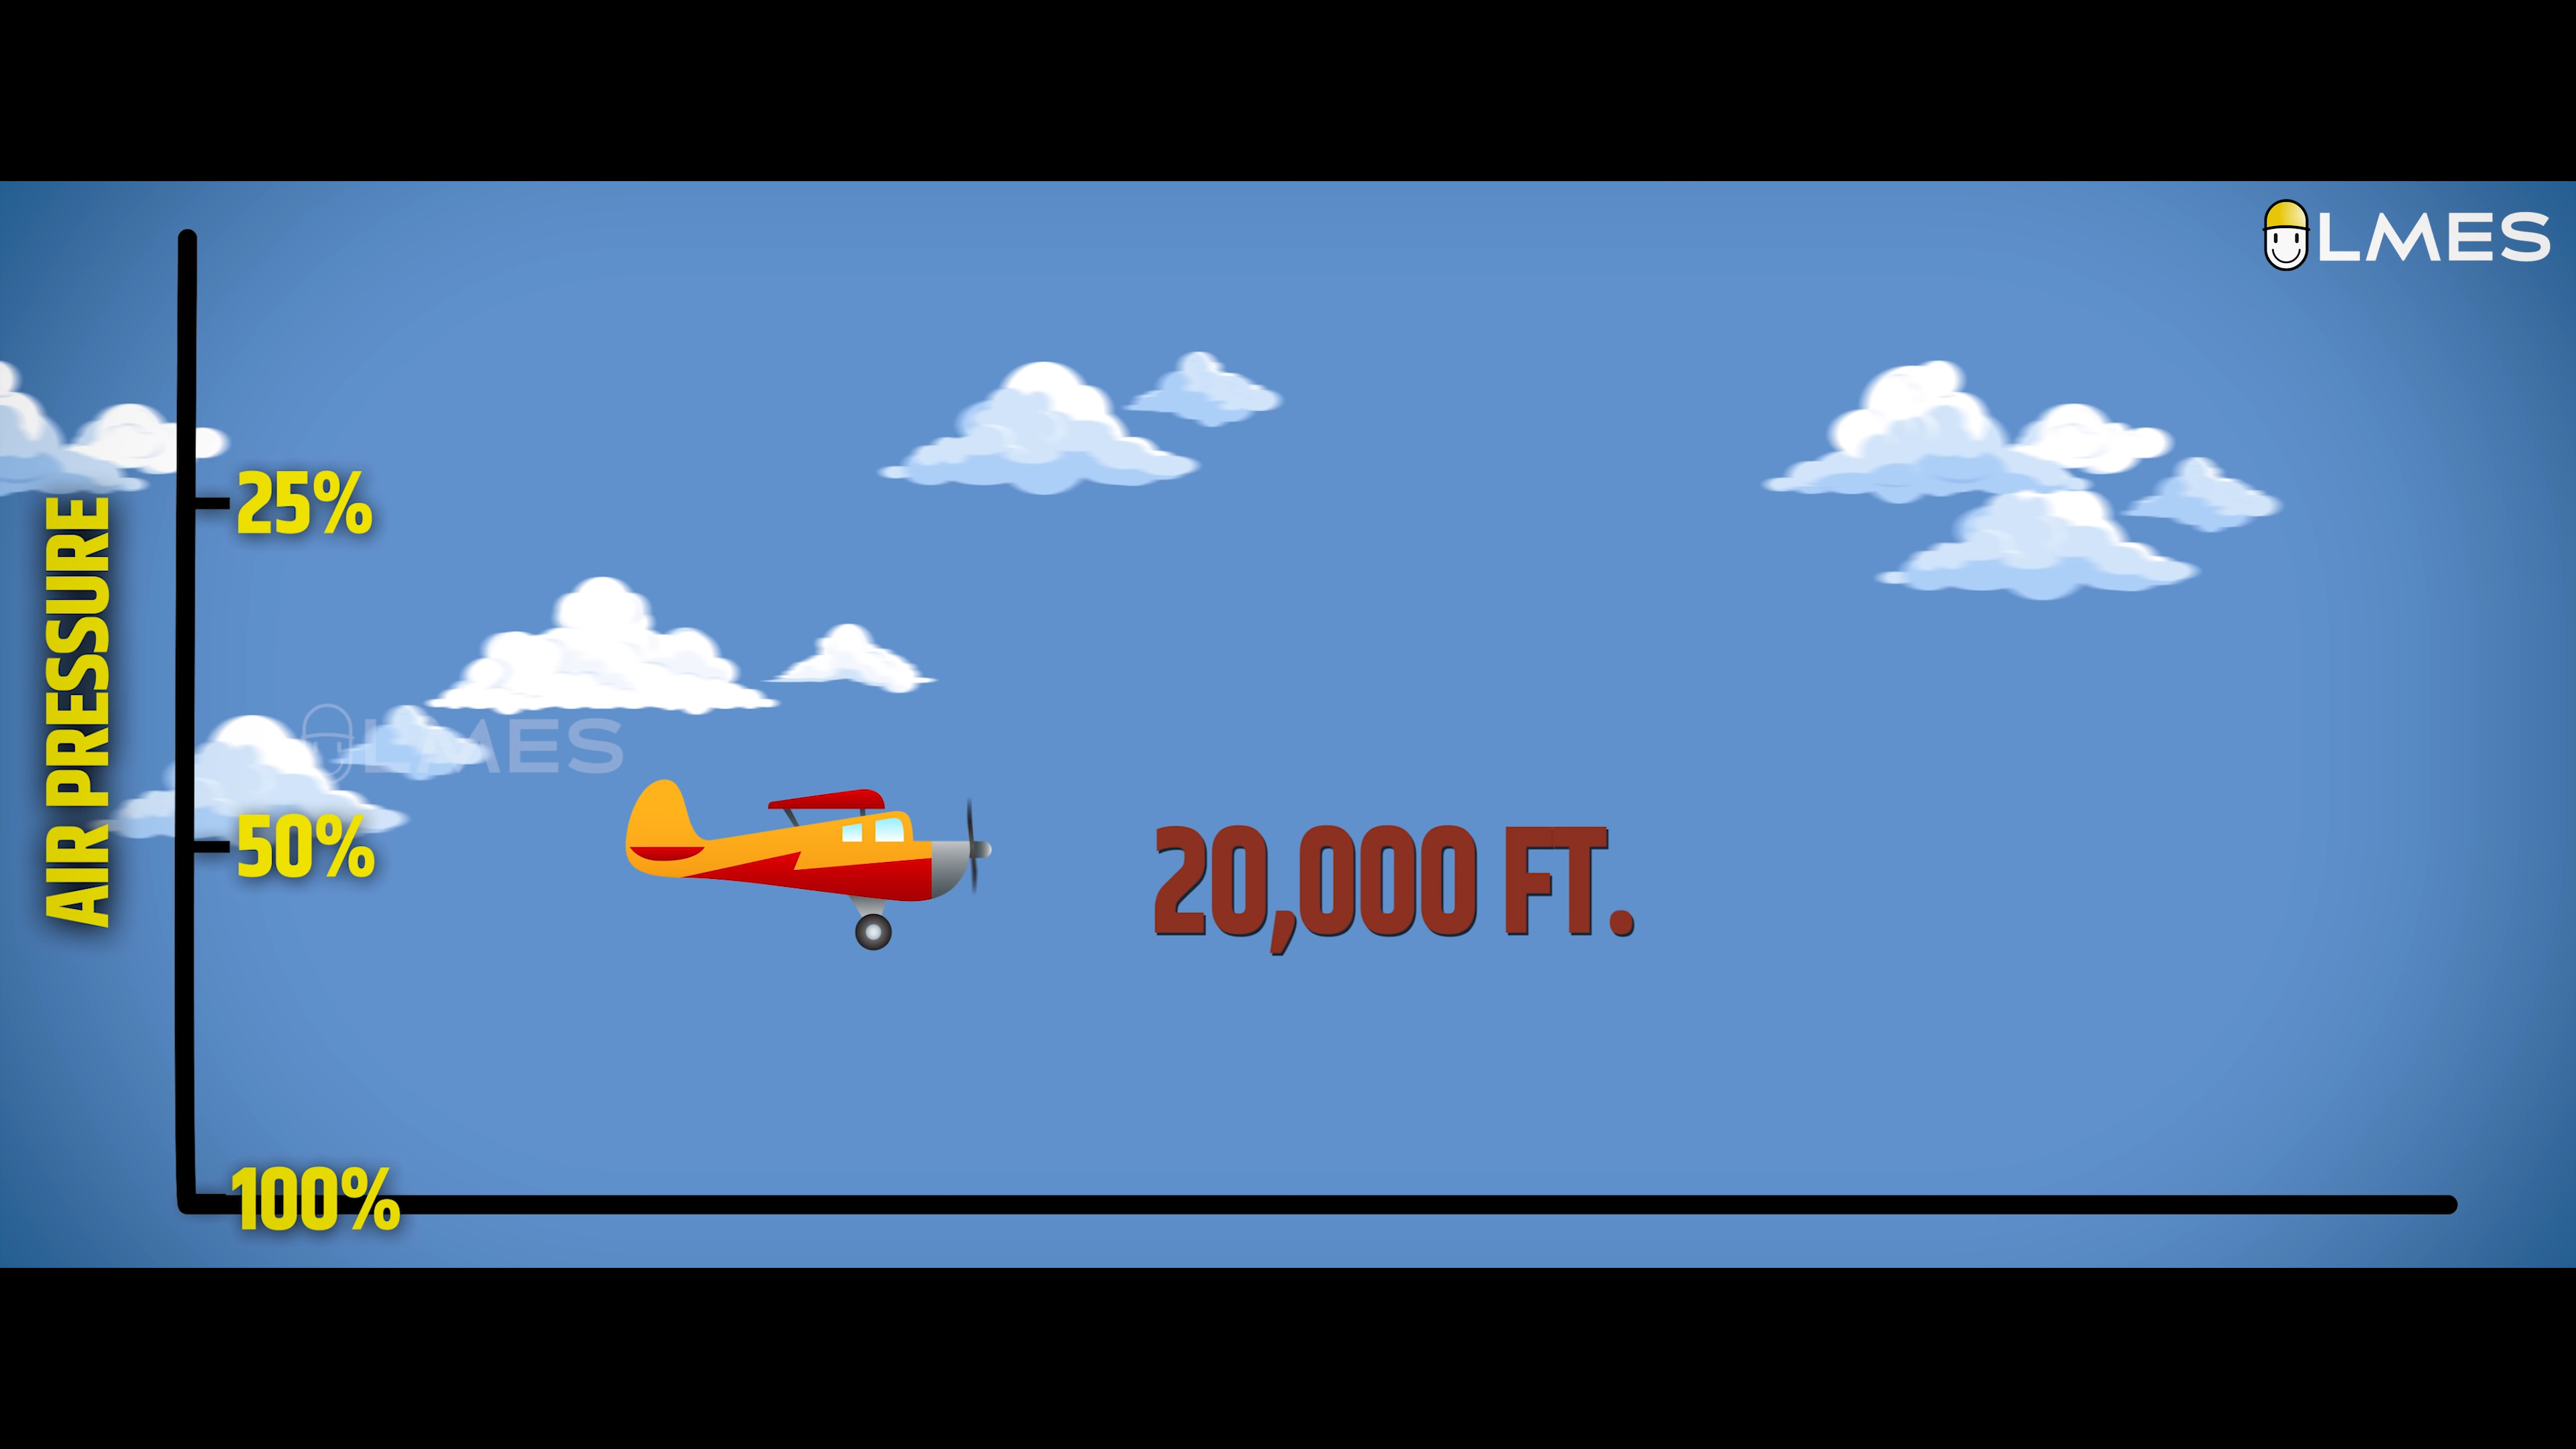 LMES
25%
AIR PRESSURE
LMES
50%
20,000 FT.
100%